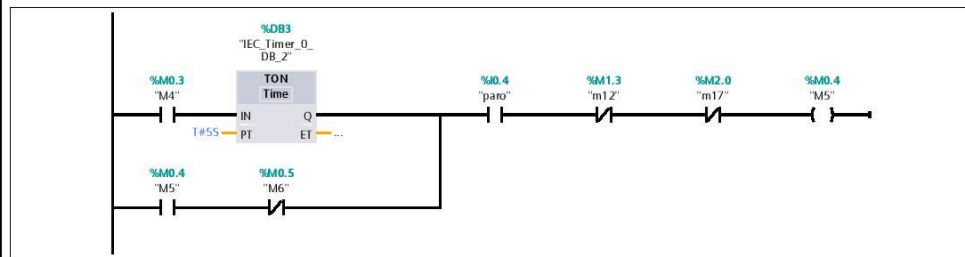 %DB3
"IEC_Timer_0_
DB_2"
%M0.3
"M4"
TON
Time
IN
Q
T#5S
PT
ET
...
%I0.4
"paro"
%M1.3
"m12"
%M2.0
"m17"
%M0.4
"M5"
%M0.4
"M5"
%M0.5
"M6"